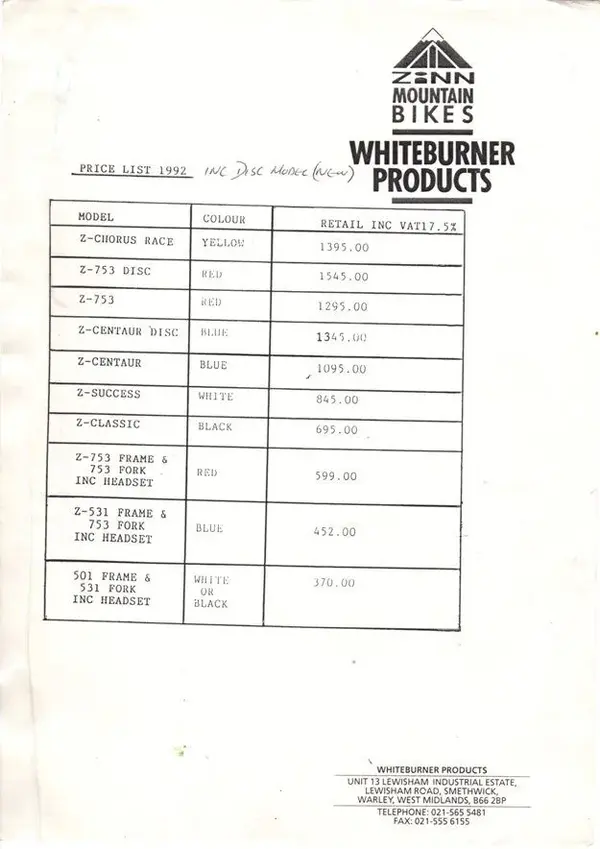 ZINN
MOUNTAIN
BIKES
WHITEBURNER
PRODUCTS
PRICE LIST 1992 INC DISC MODEL (NEW)
MODEL COLOUR RETAIL INC VAT17.5%
Z-CHORUS RACE YELLOW 1395.00
Z-753 DISC RED 1545.00
Z-753 RED 1295.00
Z-CENTAUR DISC BLUE 1345.00
Z-CENTAUR BLUE 1095.00
Z-SUCCESS WHITE 845.00
Z-CLASSIC BLACK 695.00
Z-753 FRAME &
753 FORK RED 599.00
INC HEADSET
Z-531 FRAME &
753 FORK BLUE 452.00
INC HEADSET
501 FRAME & WHITE 370.00
531 FORK OR
INC HEADSET BLACK
WHITEBURNER PRODUCTS
UNIT 13 LEWISHAM INDUSTRIAL ESTATE,
LEWISHAM ROAD, SMETHWICK,
WARLEY, WEST MIDLANDS, B66 2BP
TELEPHONE: 021-565 5481
FAX: 021-555 6155